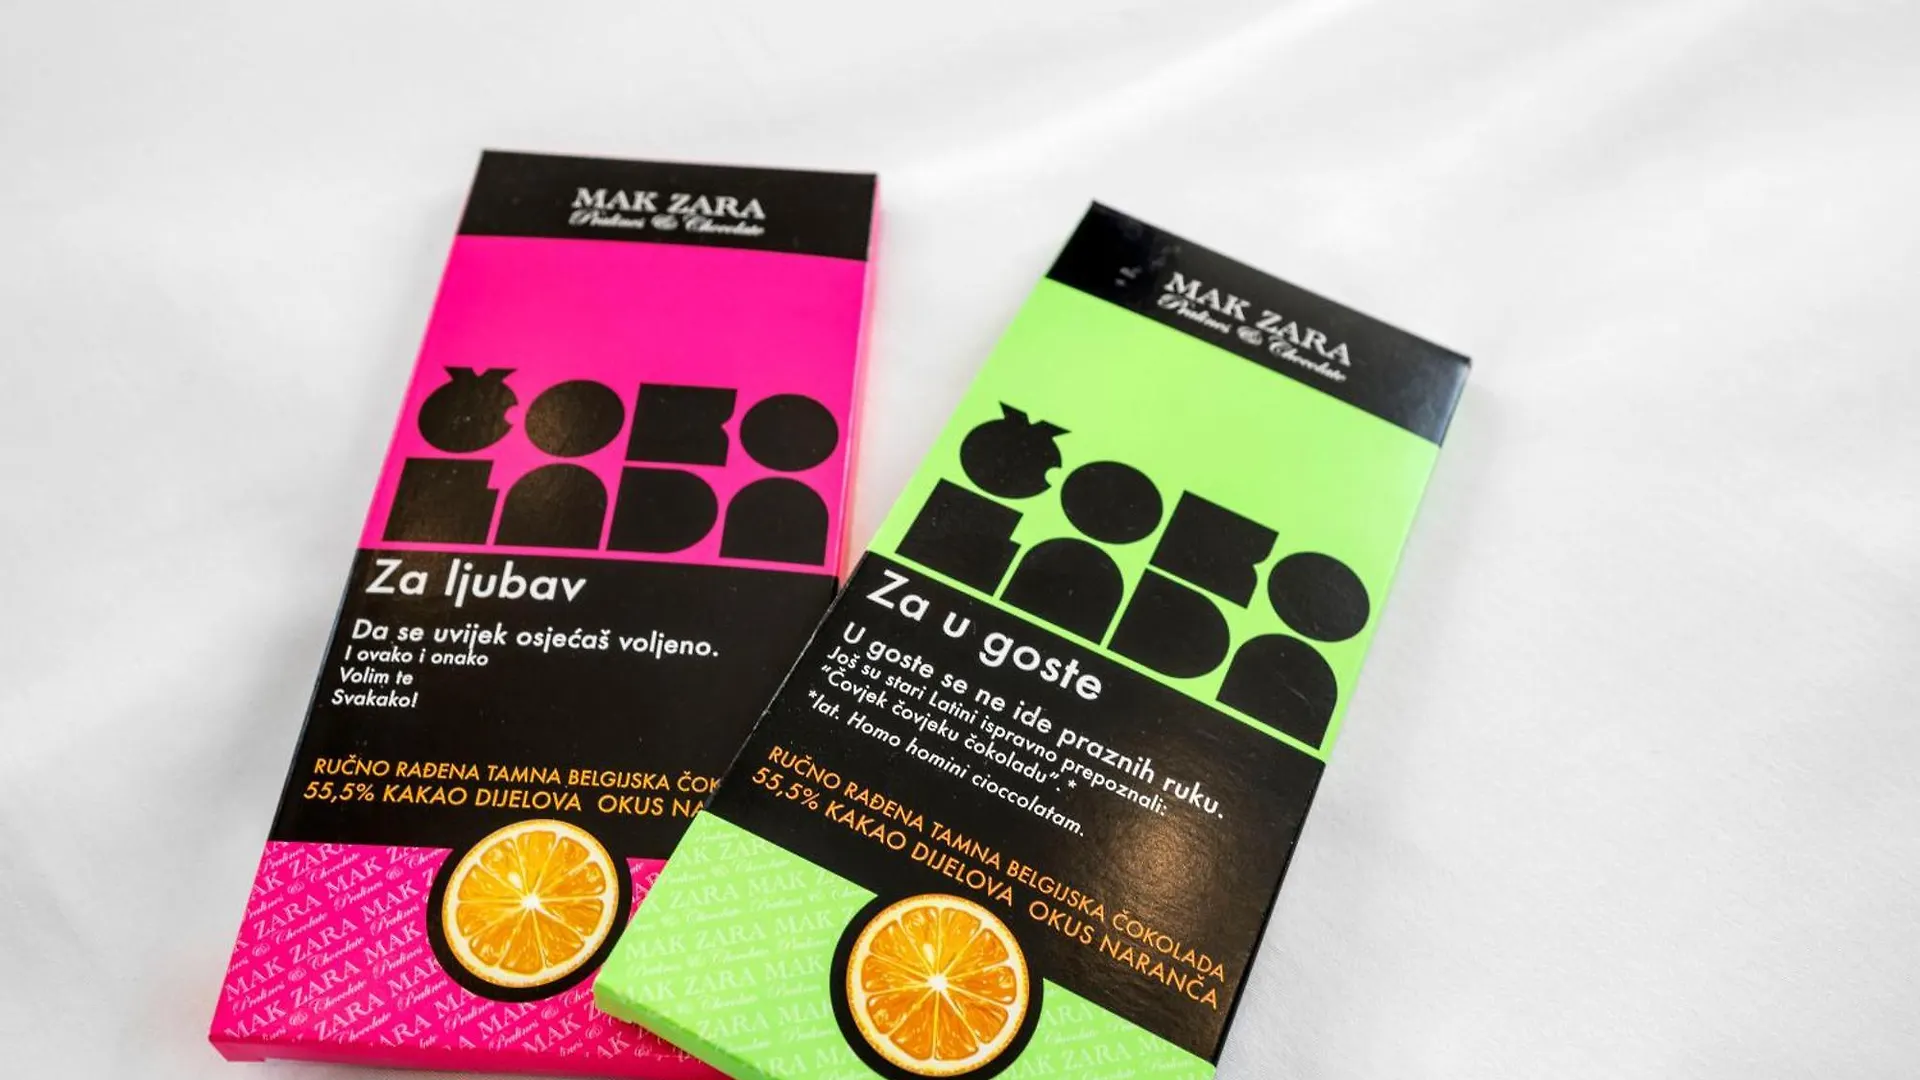 MAK ZARA
Pralines & Chocolate
ČOKO
LADA
Za ljubav
Da se uvijek osjećaš voljeno.
I ovako i onako
Volim te
Svakako!
RUČNO RAĐENA TAMNA BELGIJSKA ČOK
55,5% KAKAO DIJELOVA OKUS NA
MAK ZARA
Pralines & Chocolate
ČOKO
LADA
Za u goste
U goste se ne ide praznih ruku.
Još su stari Latini ispravno prepoznali:
"Čovjek čovjeku čokoladu".*
*lat. Homo homini cioccolatam.
RUČNO RAĐENA TAMNA BELGIJSKA ČOKOLADA
55,5% KAKAO DIJELOVA OKUS NARANČA